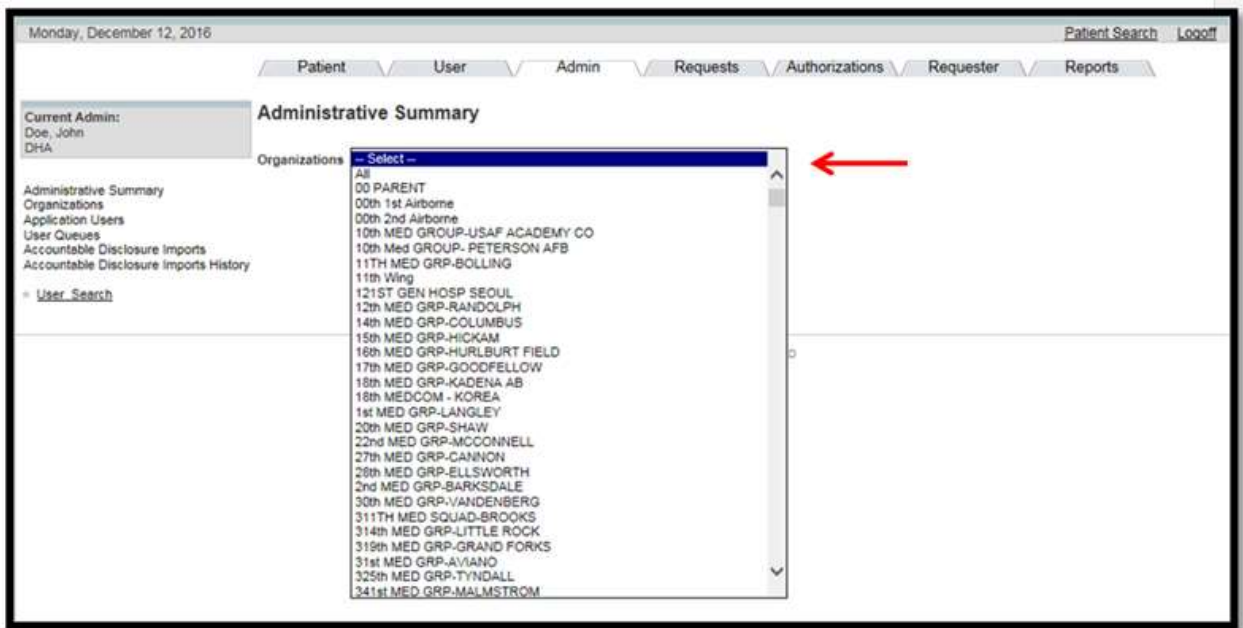 Monday, December 12, 2016 Patient Search Logoff
Patient User Admin Requests Authorizations Requester Reports
Current Admin:
Doe, John
DHA
Administrative Summary
Organizations
Application Users
User Queues
Accountable Disclosure Imports
Accountable Disclosure Imports History
User Search
Administrative Summary
Organizations
-- Select --
All
00 PARENT
00th 1st Airborne
00th 2nd Airborne
10th MED GROUP-USAF ACADEMY CO
10th Med GROUP- PETERSON AFB
11TH MED GRP-BOLLING
11th Wing
121ST GEN HOSP SEOUL
12th MED GRP-RANDOLPH
14th MED GRP-COLUMBUS
15th MED GRP-HICKAM
16th MED GRP-HURLBURT FIELD
17th MED GRP-GOODFELLOW
18th MED GRP-KADENA AB
18th MEDCOM - KOREA
1st MED GRP-LANGLEY
20th MED GRP-SHAW
22nd MED GRP-MCCONNELL
27th MED GRP-CANNON
28th MED GRP-ELLSWORTH
2nd MED GRP-BARKSDALE
30th MED GRP-VANDENBERG
311TH MED SQUAD-BROOKS
314th MED GRP-LITTLE ROCK
319th MED GRP-GRAND FORKS
31st MED GRP-AVIANO
325th MED GRP-TYNDALL
341st MED GRP-MALMSTROM